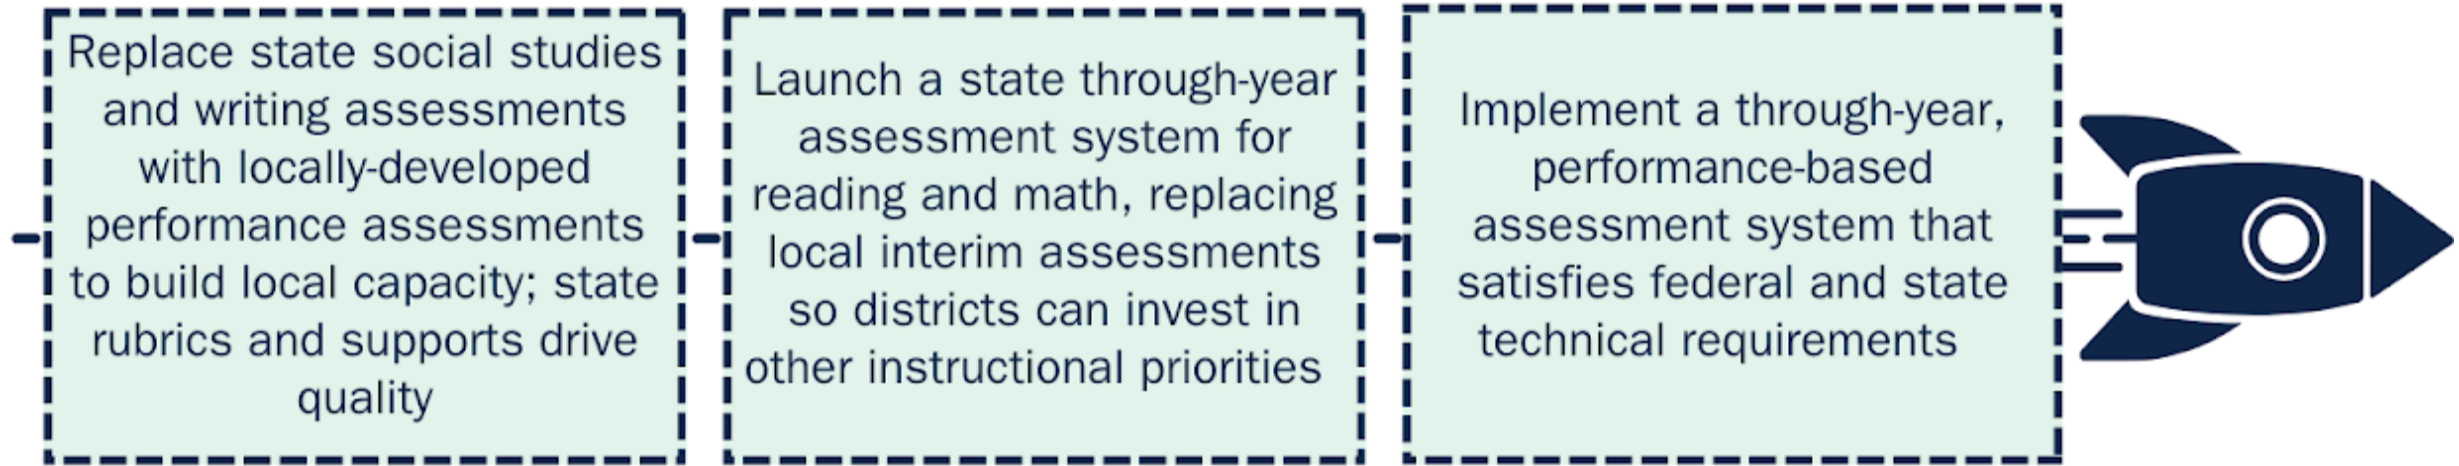 Replace state social studies
and writing assessments
with locally-developed
performance assessments
to build local capacity; state
rubrics and supports drive
quality
Launch a state through-year
assessment system for
reading and math, replacing
local interim assessments
so districts can invest in
other instructional priorities
Implement a through-year,
performance-based
assessment system that
satisfies federal and state
technical requirements